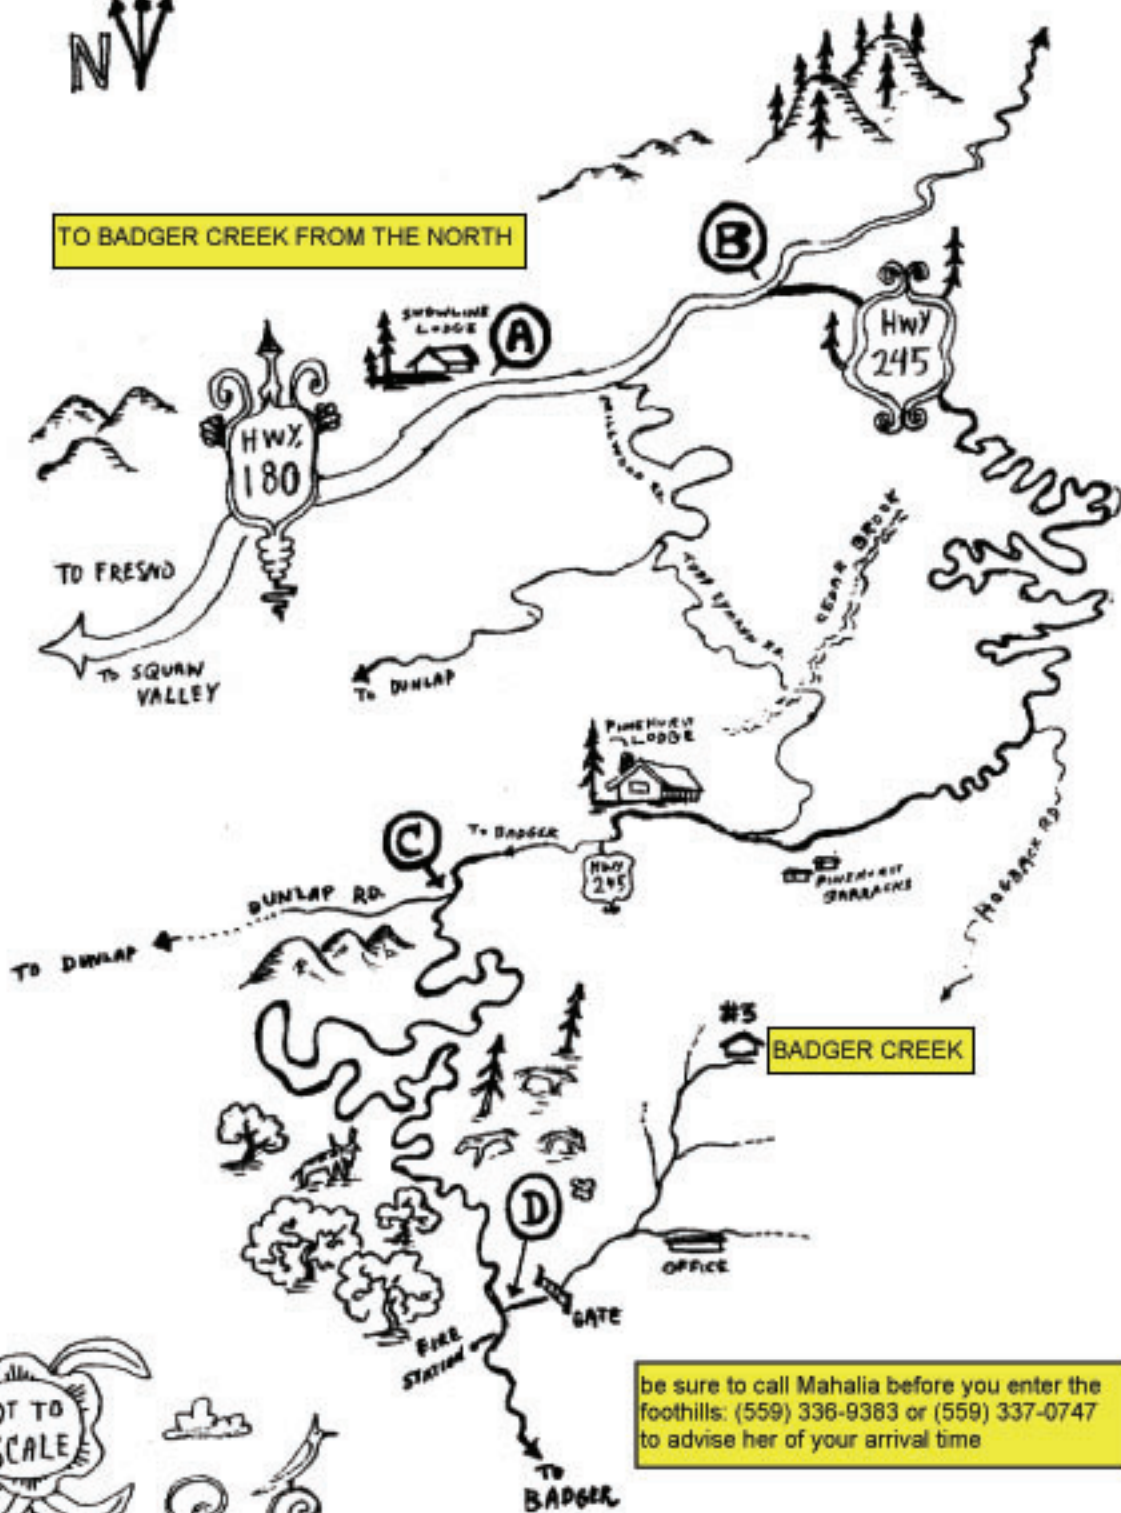 N
TO BADGER CREEK FROM THE NORTH
B
SNOWLINE
LODGE
A
HWY
245
HWY.
180
MILLWOOD RD.
TO FRESNO
TO SQUAW
VALLEY
TO DUNLAP
CEDAR BROOK
PINEHURST
LODGE
C
TO BADGER
HWY
245
PINEHURST
BARRACKS
HOGBACK RD
DUNLAP RD.
TO DUNLAP
#3
BADGER CREEK
D
OFFICE
GATE
FIRE
STATION
be sure to call Mahalia before you enter the
foothills: (559) 336-9383 or (559) 337-0747
to advise her of your arrival time
OT TO
SCALE
TO
BADGER